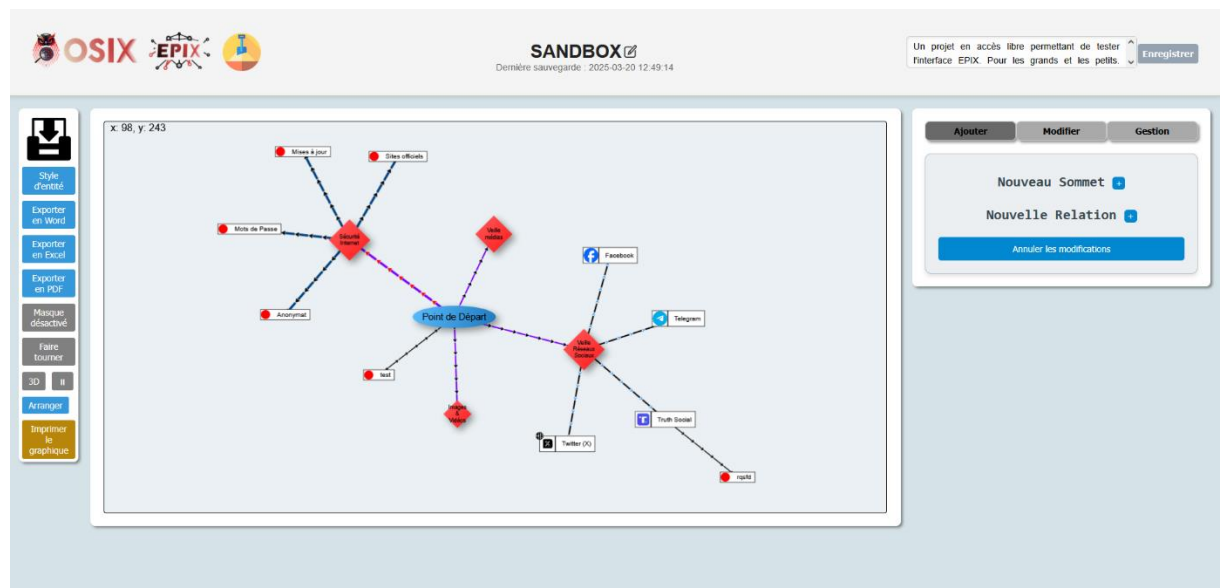 OSIX EPIX
SANDBOX
Dernière sauvegarde : 2025-03-20 12:49:14
Un projet en accès libre permettant de tester
l'interface EPIX. Pour les grands et les petits.
Enregistrer
Style
d'entité
Exporter
en Word
Exporter
en Excel
Exporter
en PDF
Masque
désactivé
Faire
tourner
3D
Arranger
Imprimer
le
graphique
x: 98, y: 243
Mises à jour
Sites officiels
Mots de Passe
Sécurité
Internet
Veille
médias
Facebook
Anonymat
Point de Départ
Telegram
Veille
Réseaux
Sociaux
test
Images
&
Vidéos
Truth Social
Twitter (X)
Ajouter
Modifier
Gestion
Nouveau Sommet +
Nouvelle Relation +
Annuler les modifications